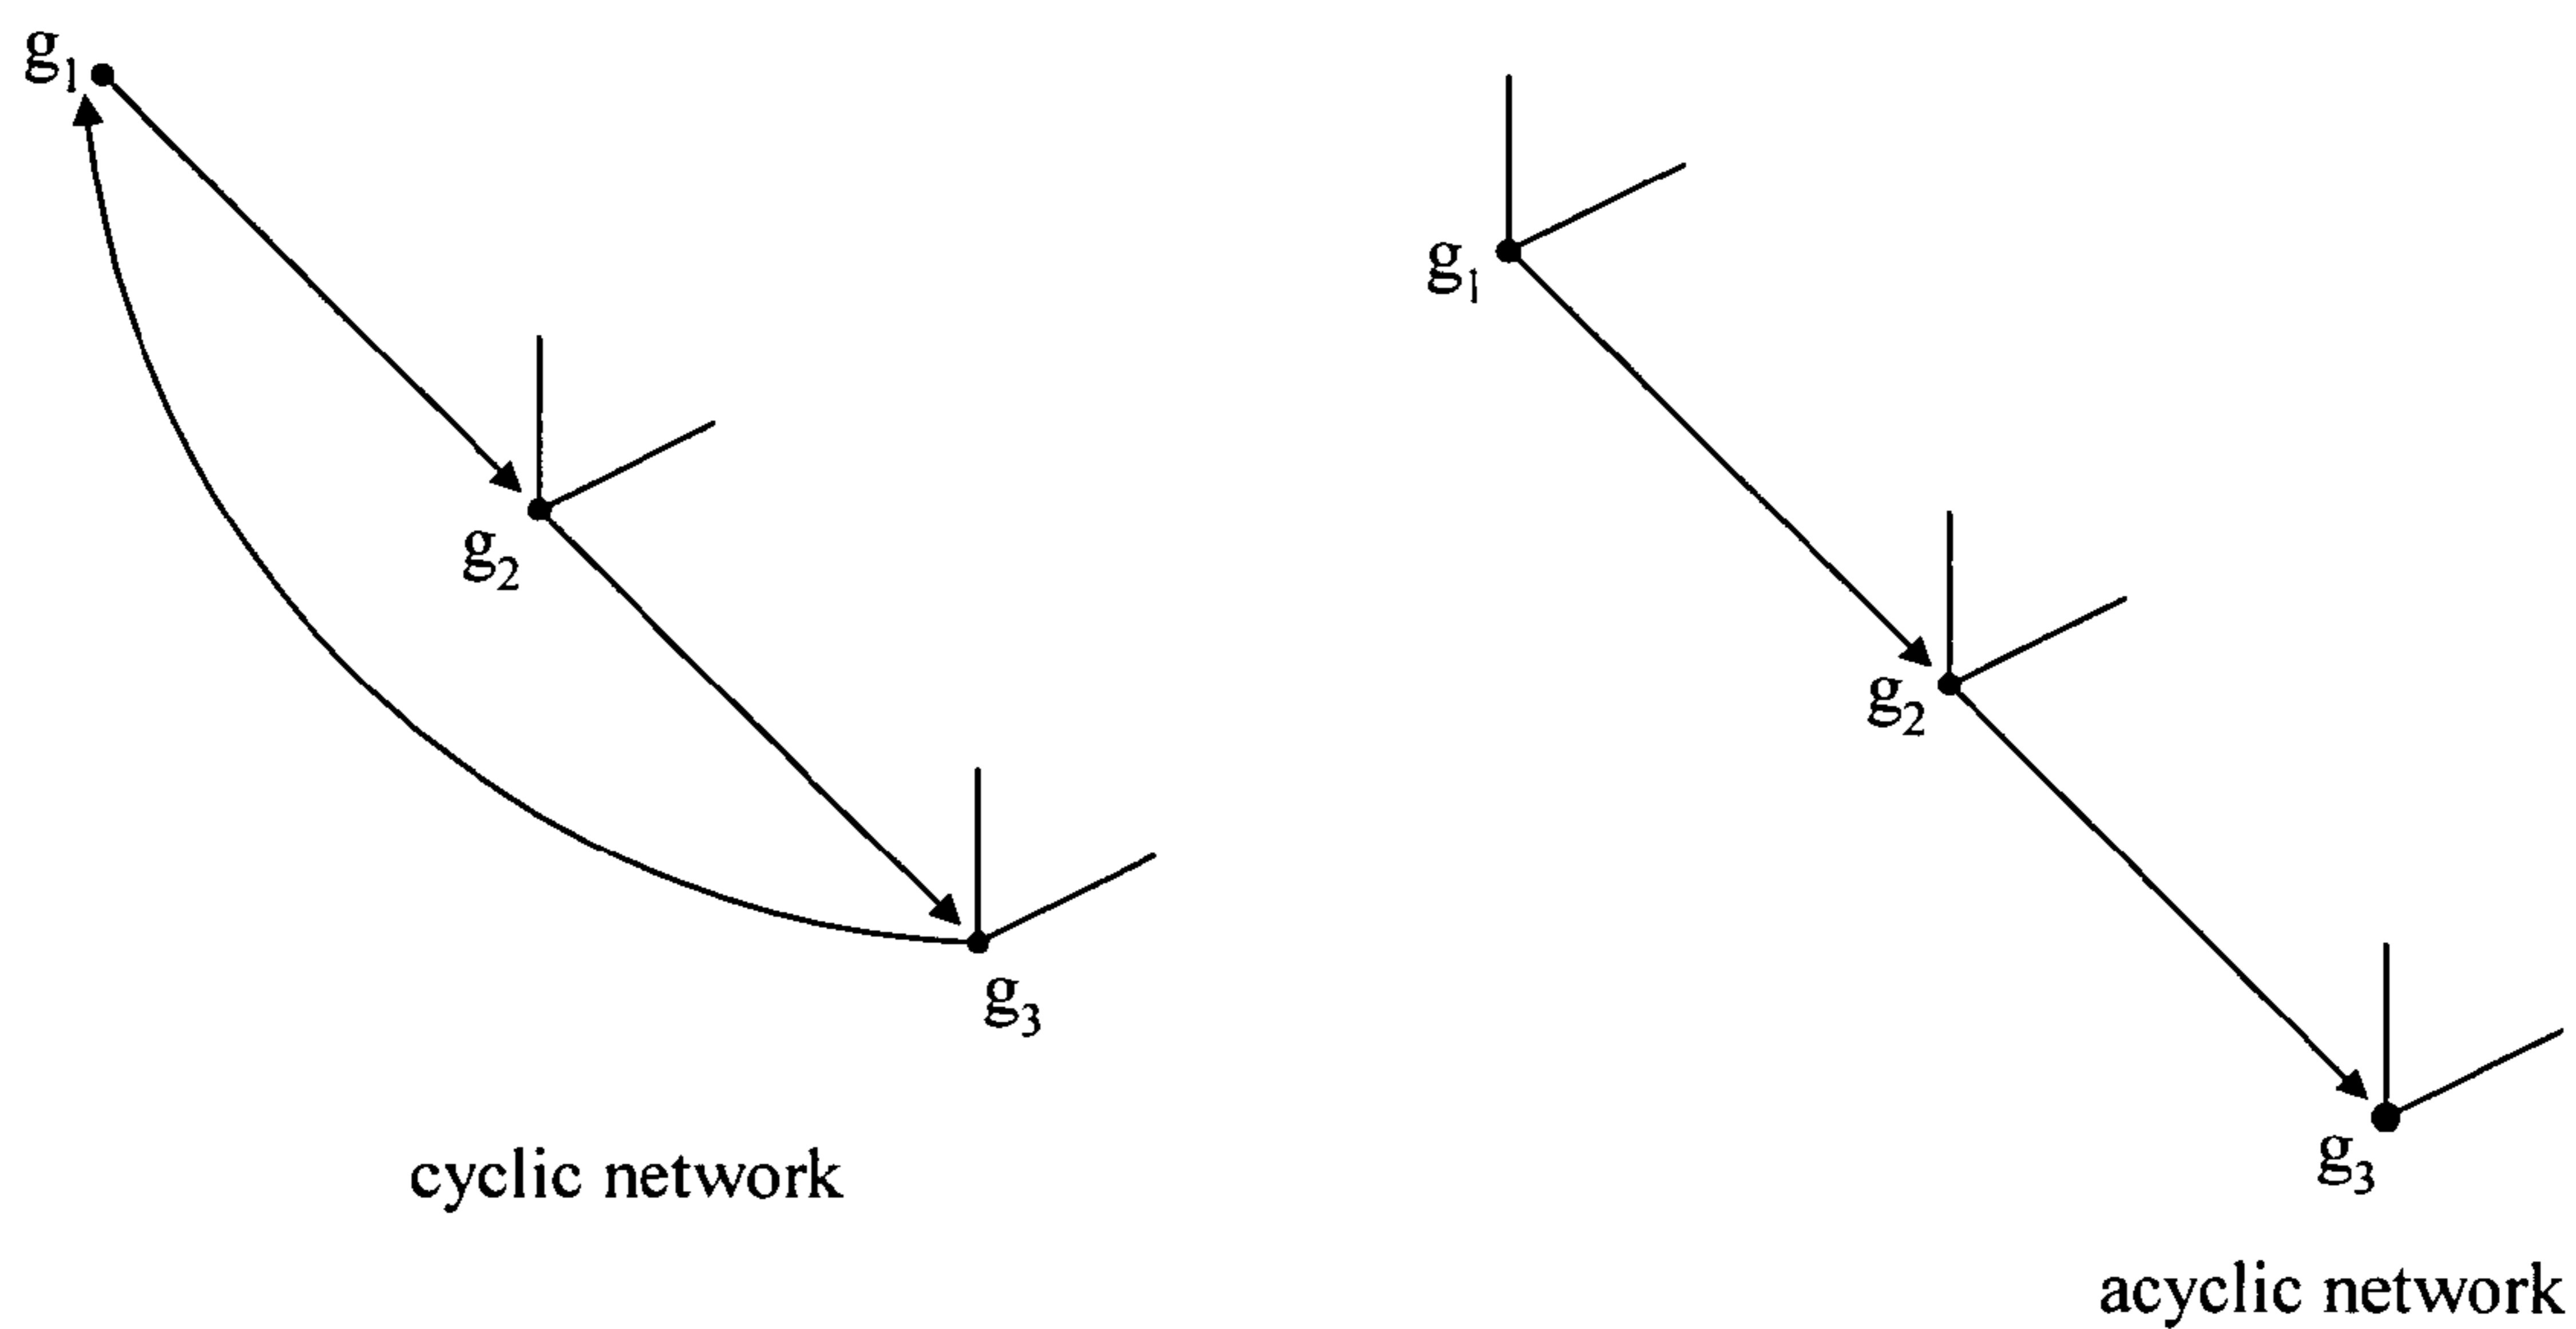 g₁
g₂
g₃
cyclic network
g₁
g₂
g₃
acyclic network